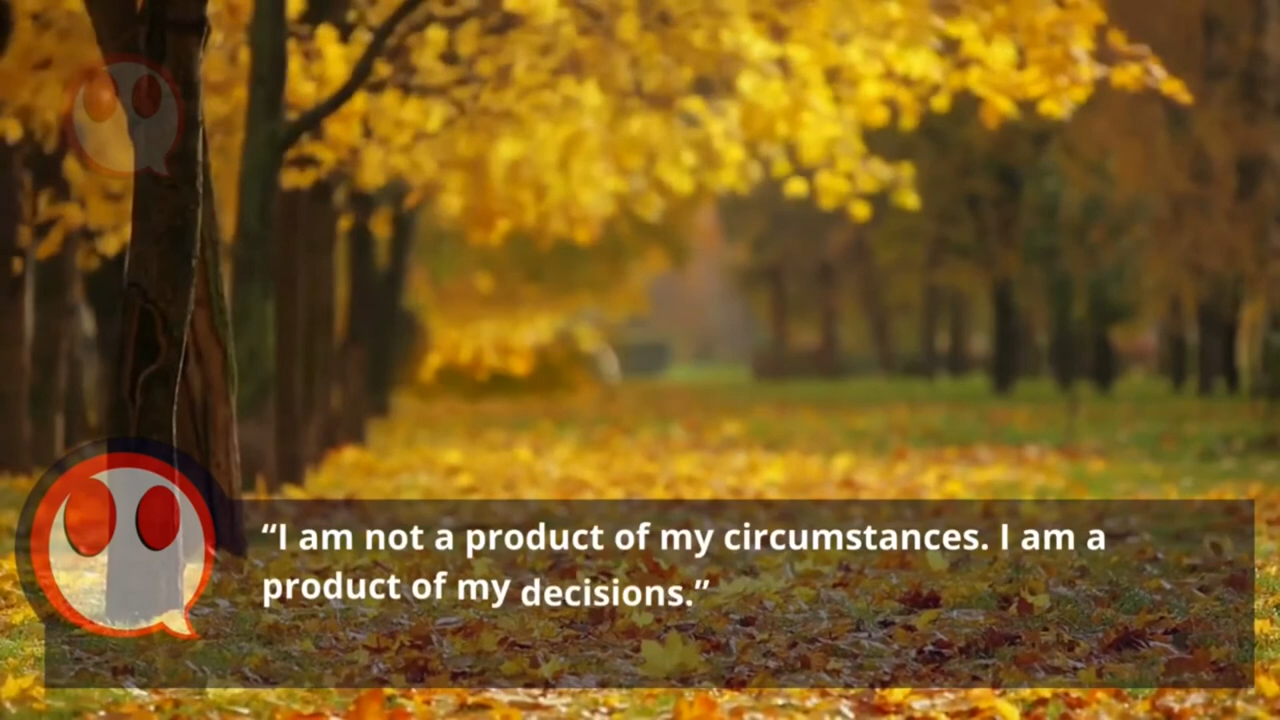 “I am not a product of my circumstances. I am a
product of my decisions.”